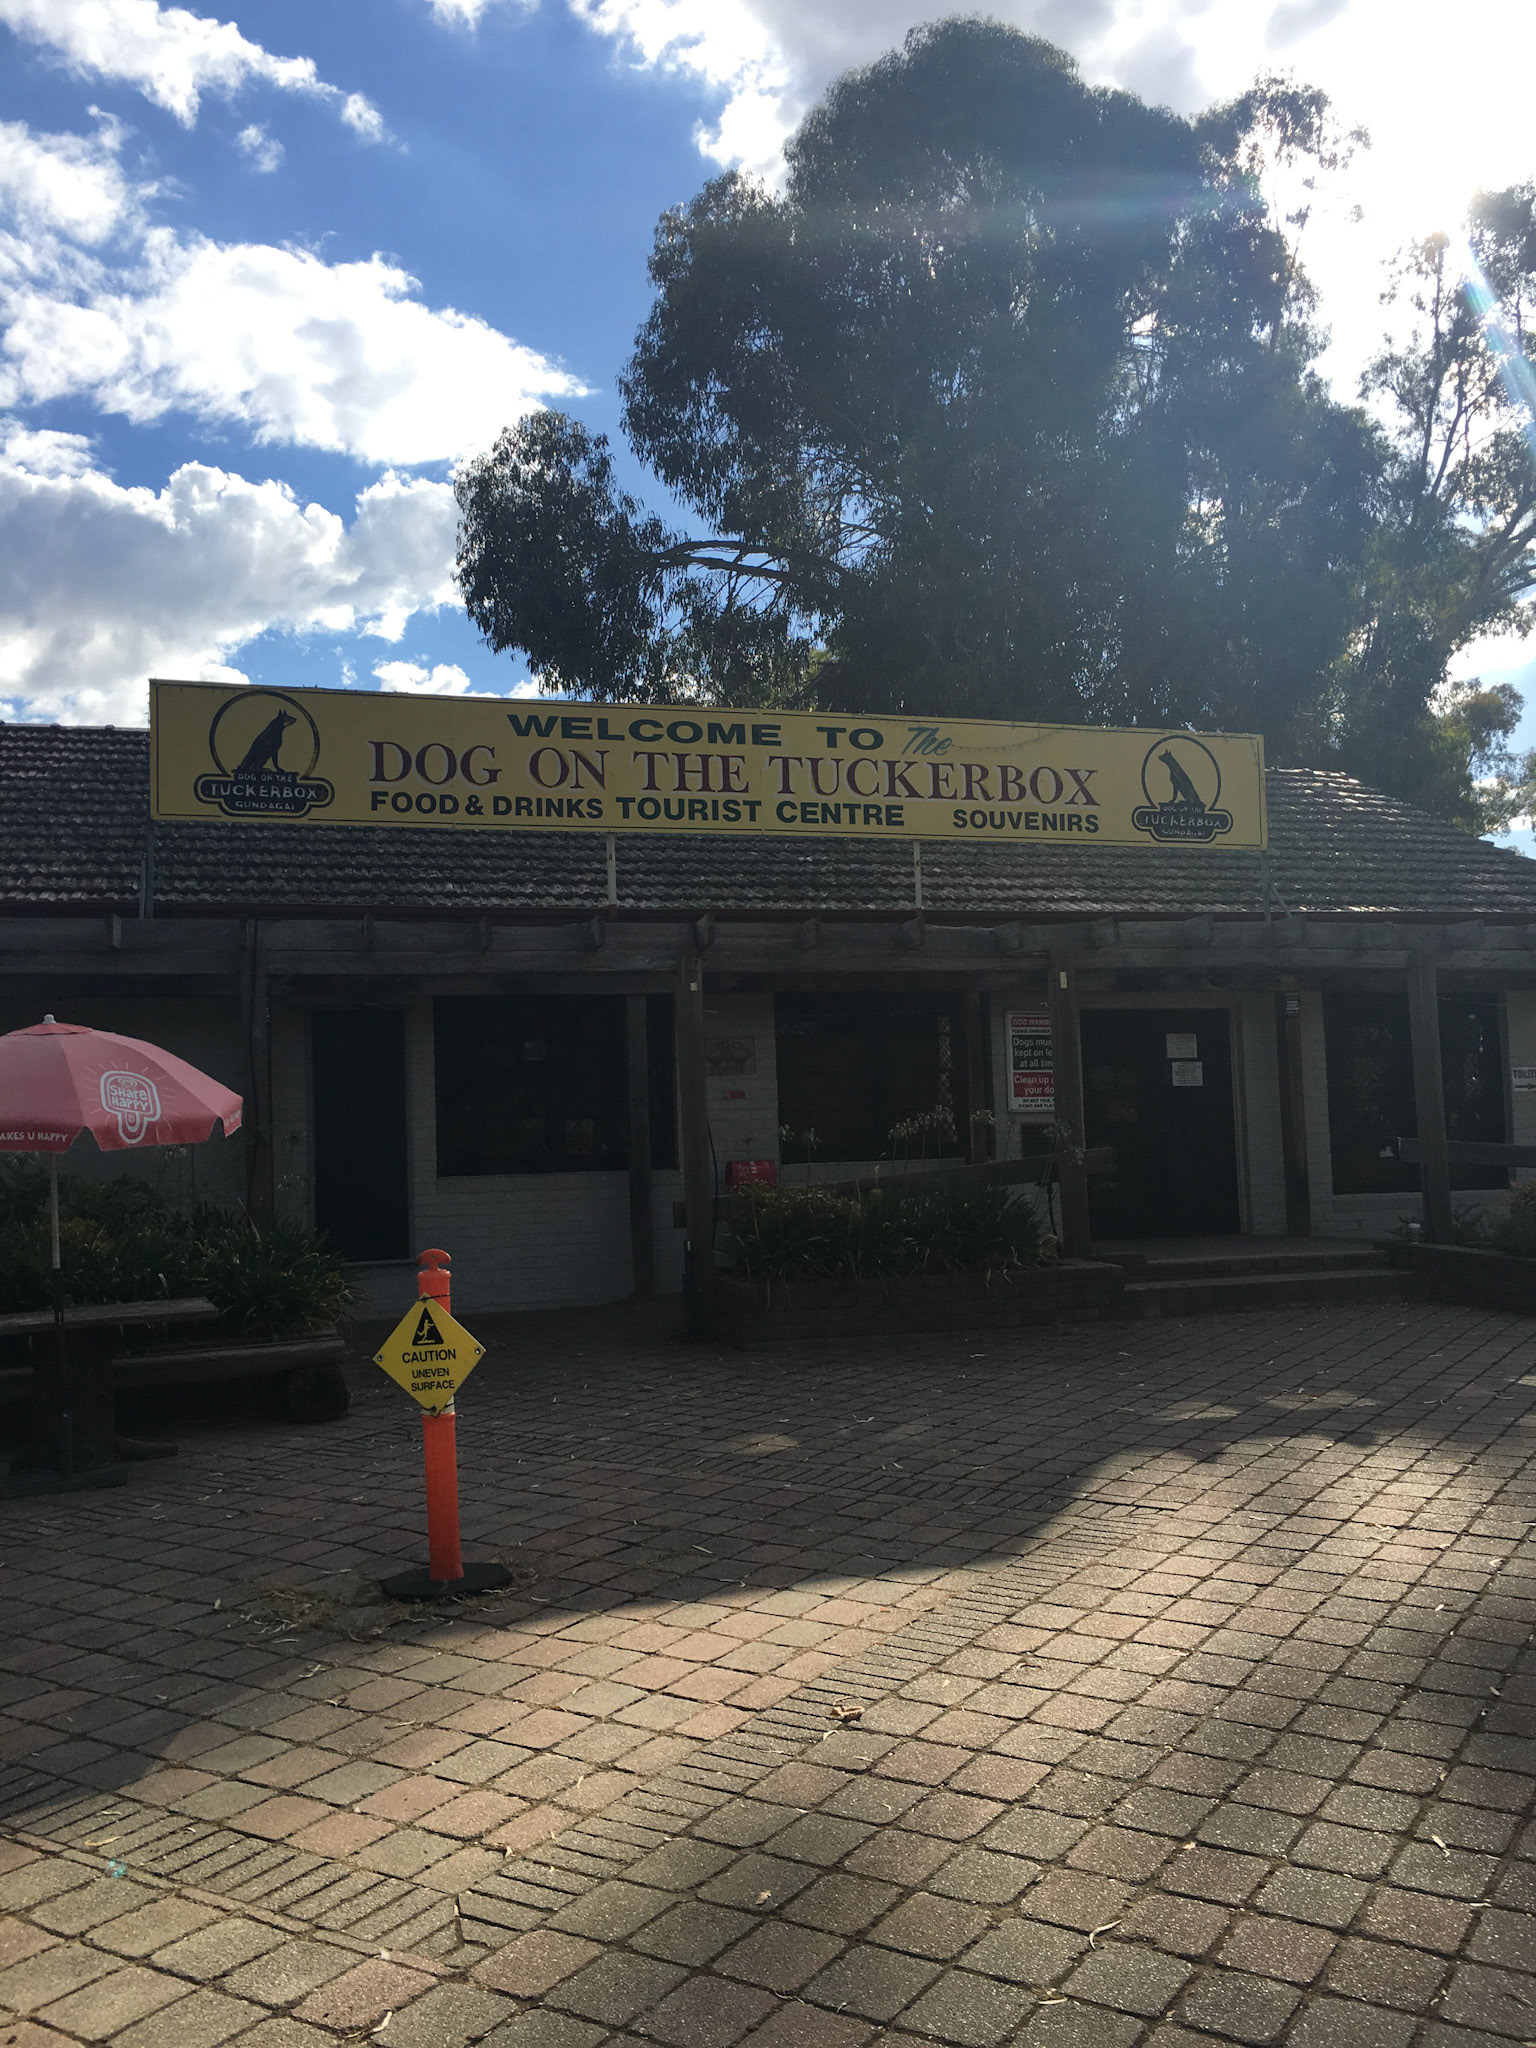 WELCOME TO The
DOG ON THE TUCKERBOX
FOOD & DRINKS TOURIST CENTRE SOUVENIRS
DOG ON THE
TUCKERBOX
GUNDAGAI
DOG ON THE
TUCKERBOX
GUNDAGAI
Share
HAPPY
AKES U HAPPY
Dogs mus
kept on le
at all tim
Clean up
your do
TOILETS
CAUTION
UNEVEN
SURFACE